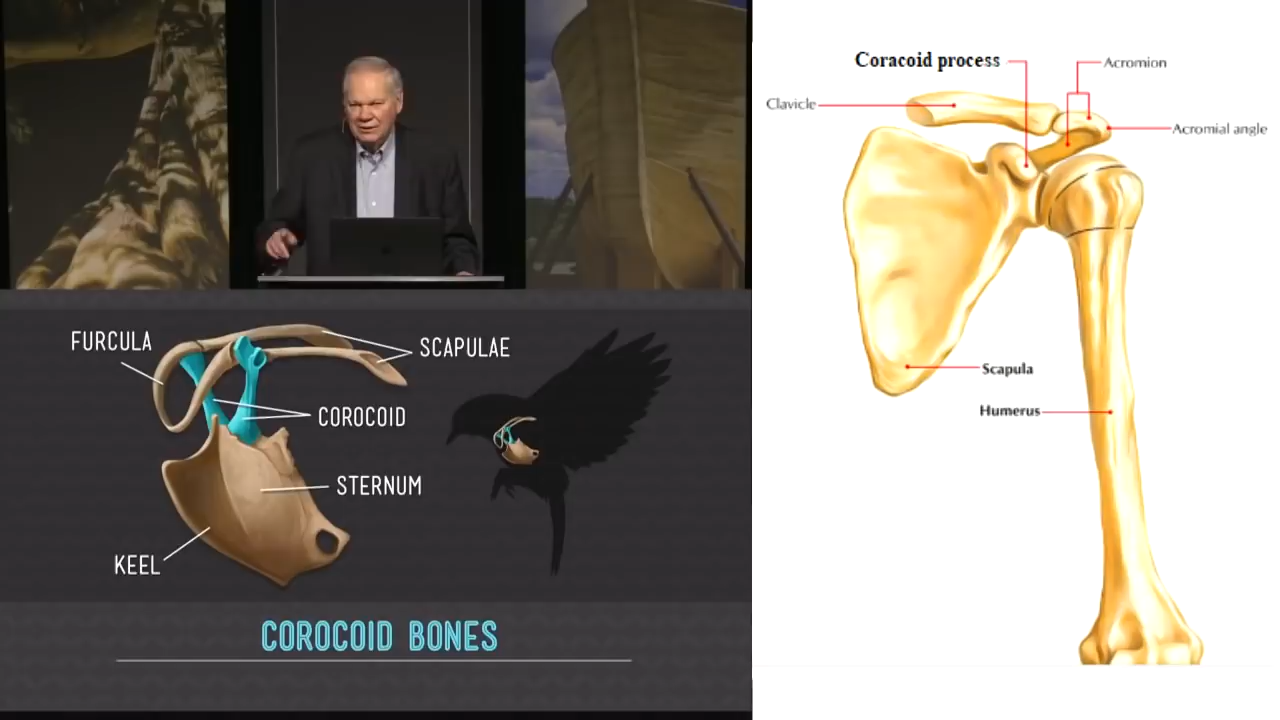 FURCULA
SCAPULAE
COROCOID
STERNUM
KEEL
COROCOID BONES
Coracoid process
Acromion
Clavicle
Acromial angle
Scapula
Humerus